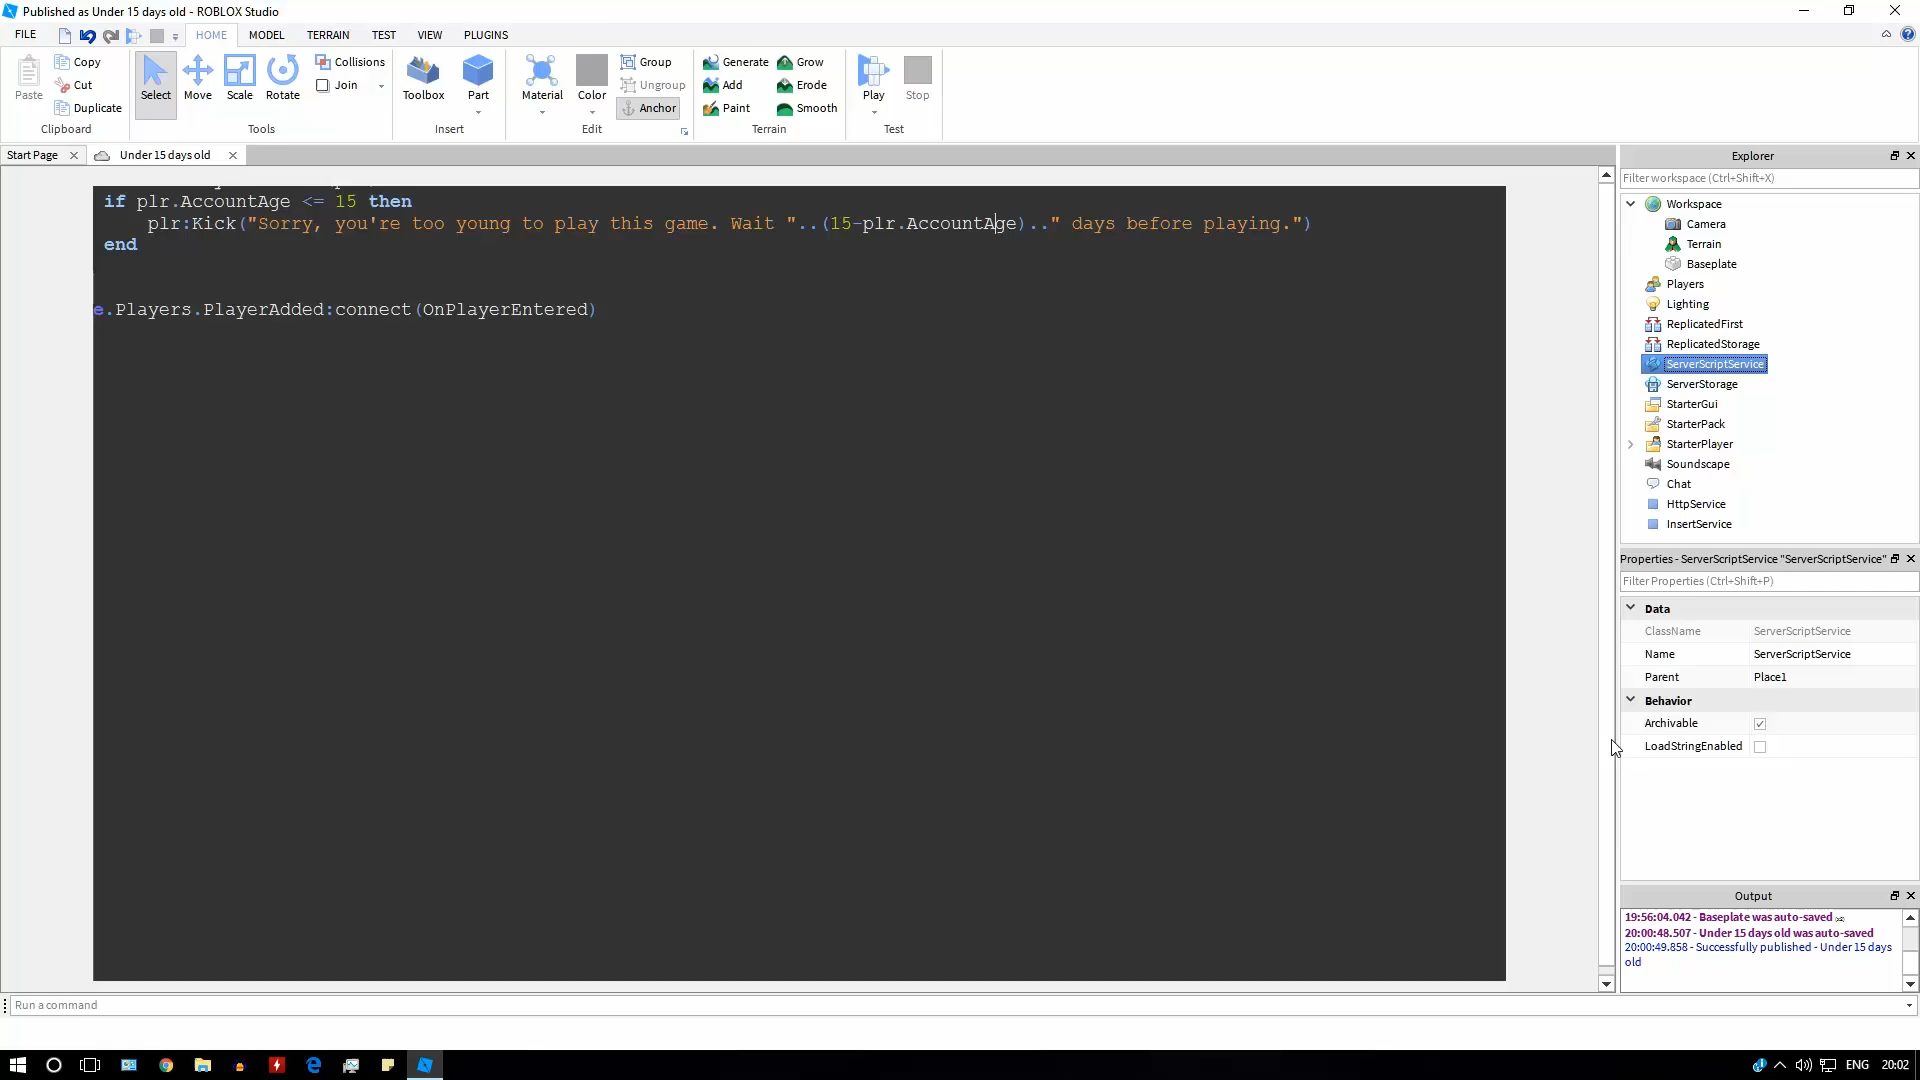 Published as Under 15 days old - ROBLOX Studio
FILE HOME MODEL TERRAIN TEST VIEW PLUGINS
Paste Copy Cut Duplicate
Clipboard
Select Move Scale Rotate Collisions Join
Tools
Toolbox Part
Insert
Material Color Group Ungroup Anchor
Edit
Generate Grow
Add Erode
Paint Smooth
Terrain
Play Stop
Test
Start Page
Under 15 days old
if plr.AccountAge <= 15 then
plr:Kick("Sorry, you're too young to play this game. Wait "..(15-plr.AccountAge).." days before playing.")
end
e.Players.PlayerAdded:connect(OnPlayerEntered)
Explorer
Filter workspace (Ctrl+Shift+X)
Workspace
Camera
Terrain
Baseplate
Players
Lighting
ReplicatedFirst
ReplicatedStorage
ServerScriptService
ServerStorage
StarterGui
StarterPack
StarterPlayer
Soundscape
Chat
HttpService
InsertService
Properties - ServerScriptService "ServerScriptService"
Filter Properties (Ctrl+Shift+P)
Data
ClassName ServerScriptService
Name ServerScriptService
Parent Place1
Behavior
Archivable
LoadStringEnabled
Output
19:56:04.042 - Baseplate was auto-saved (x2)
20:00:48.507 - Under 15 days old was auto-saved
20:00:49.858 - Successfully published - Under 15 days
old
Run a command
ENG 20:02